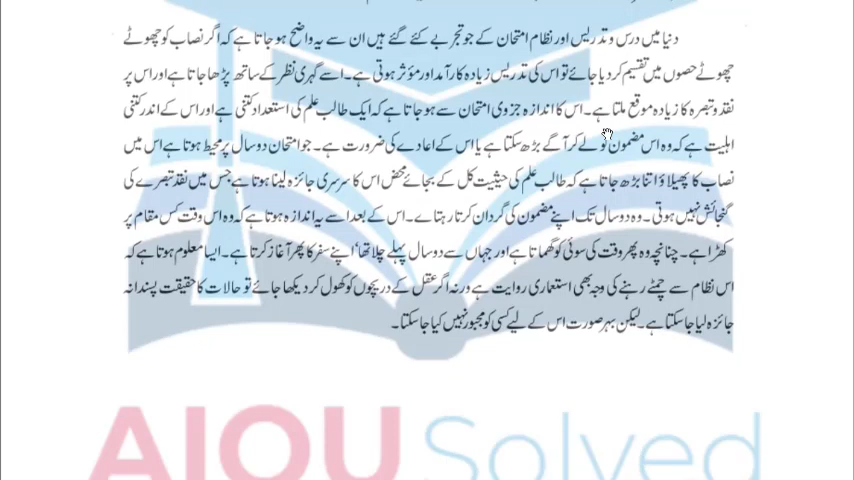 دنیا میں درس و تدریس اور نظام امتحان کے جو تجربے کئے گئے ہیں ان سے یہ واضح ہو جاتا ہے کہ اگر نصاب کو چھوٹے
چھوٹے حصوں میں تقسیم کر دیا جائے تو اس کی تدریس زیادہ کارآمد اور مؤثر ہوتی ہے۔ اسے گہری نظر کے ساتھ پڑھا جاتا ہے اور اس پر
نقد و تبصرہ کا زیادہ موقع ملتا ہے۔ اس کا اندازہ جزوی امتحان سے ہو جاتا ہے کہ ایک طالب علم کی استعداد کتنی ہے اور اس کے اندر کتنی
اہلیت ہے کہ وہ اس مضمون کو لے کر آگے بڑھ سکتا ہے یا اس کے اعادے کی ضرورت ہے۔ جو امتحان دو سال پر محیط ہوتا ہے اس میں
نصاب کا پھیلاؤ اتنا بڑھ جاتا ہے کہ طالب علم کی حیثیت کل کے بجائے محض اس کا سرسری جائزہ لینا ہوتا ہے جس میں نقد تبصرے کی
گنجائش نہیں ہوتی۔ وہ دو سال تک اپنے مضمون کی گردان کرتا رہتا ہے۔ اس کے بعد اسے یہ اندازہ ہوتا ہے کہ وہ اس وقت کس مقام پر
کھڑا ہے۔ چنانچہ وہ پھر وقت کی سوئی کو گھماتا ہے اور جہاں سے دو سال پہلے چلا تھا‘ اپنے سفر کا پھر آغاز کرتا ہے۔ ایسا معلوم ہوتا ہے کہ
اس نظام سے چمٹے رہنے کی وجہ بھی استعماری روایت ہے ورنہ اگر عقل کے دریچوں کو کھول کر دیکھا جائے تو حالات کا حقیقت پسندانہ
جائزہ لیا جا سکتا ہے۔ لیکن بہر صورت اس کے لیے کسی کو مجبور نہیں کیا جا سکتا۔
AIOU Solved